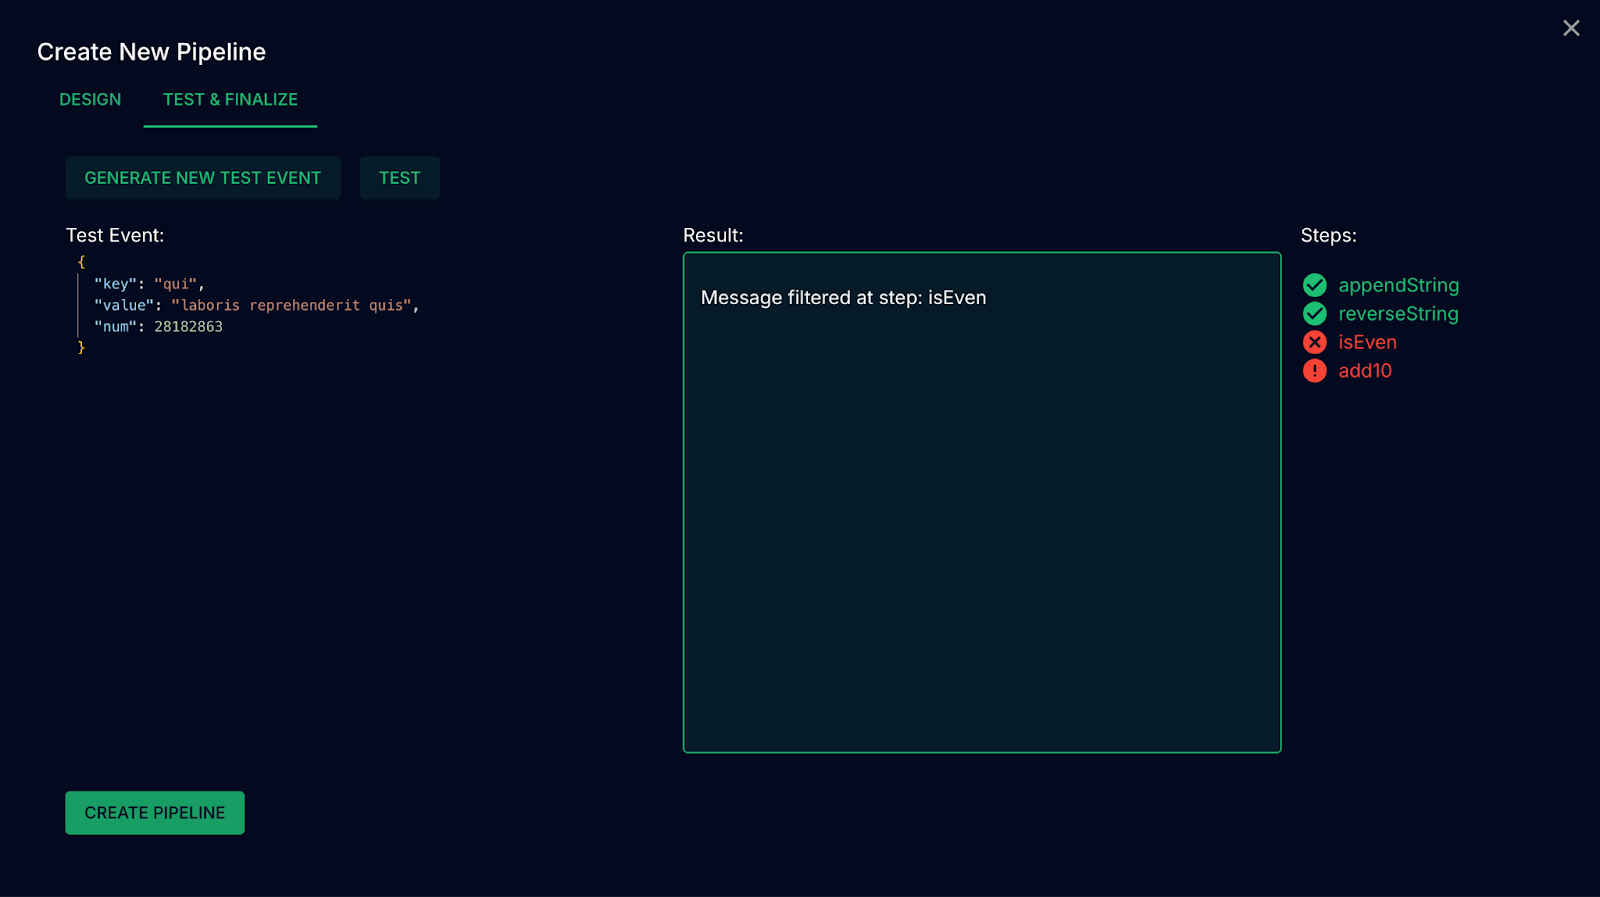 Create New Pipeline
DESIGN
TEST & FINALIZE
GENERATE NEW TEST EVENT
TEST
Test Event:
{
"key": "qui",
"value": "laboris reprehenderit quis",
"num": 28182863
}
Result:
Message filtered at step: isEven
Steps:
appendString
reverseString
isEven
add10
CREATE PIPELINE